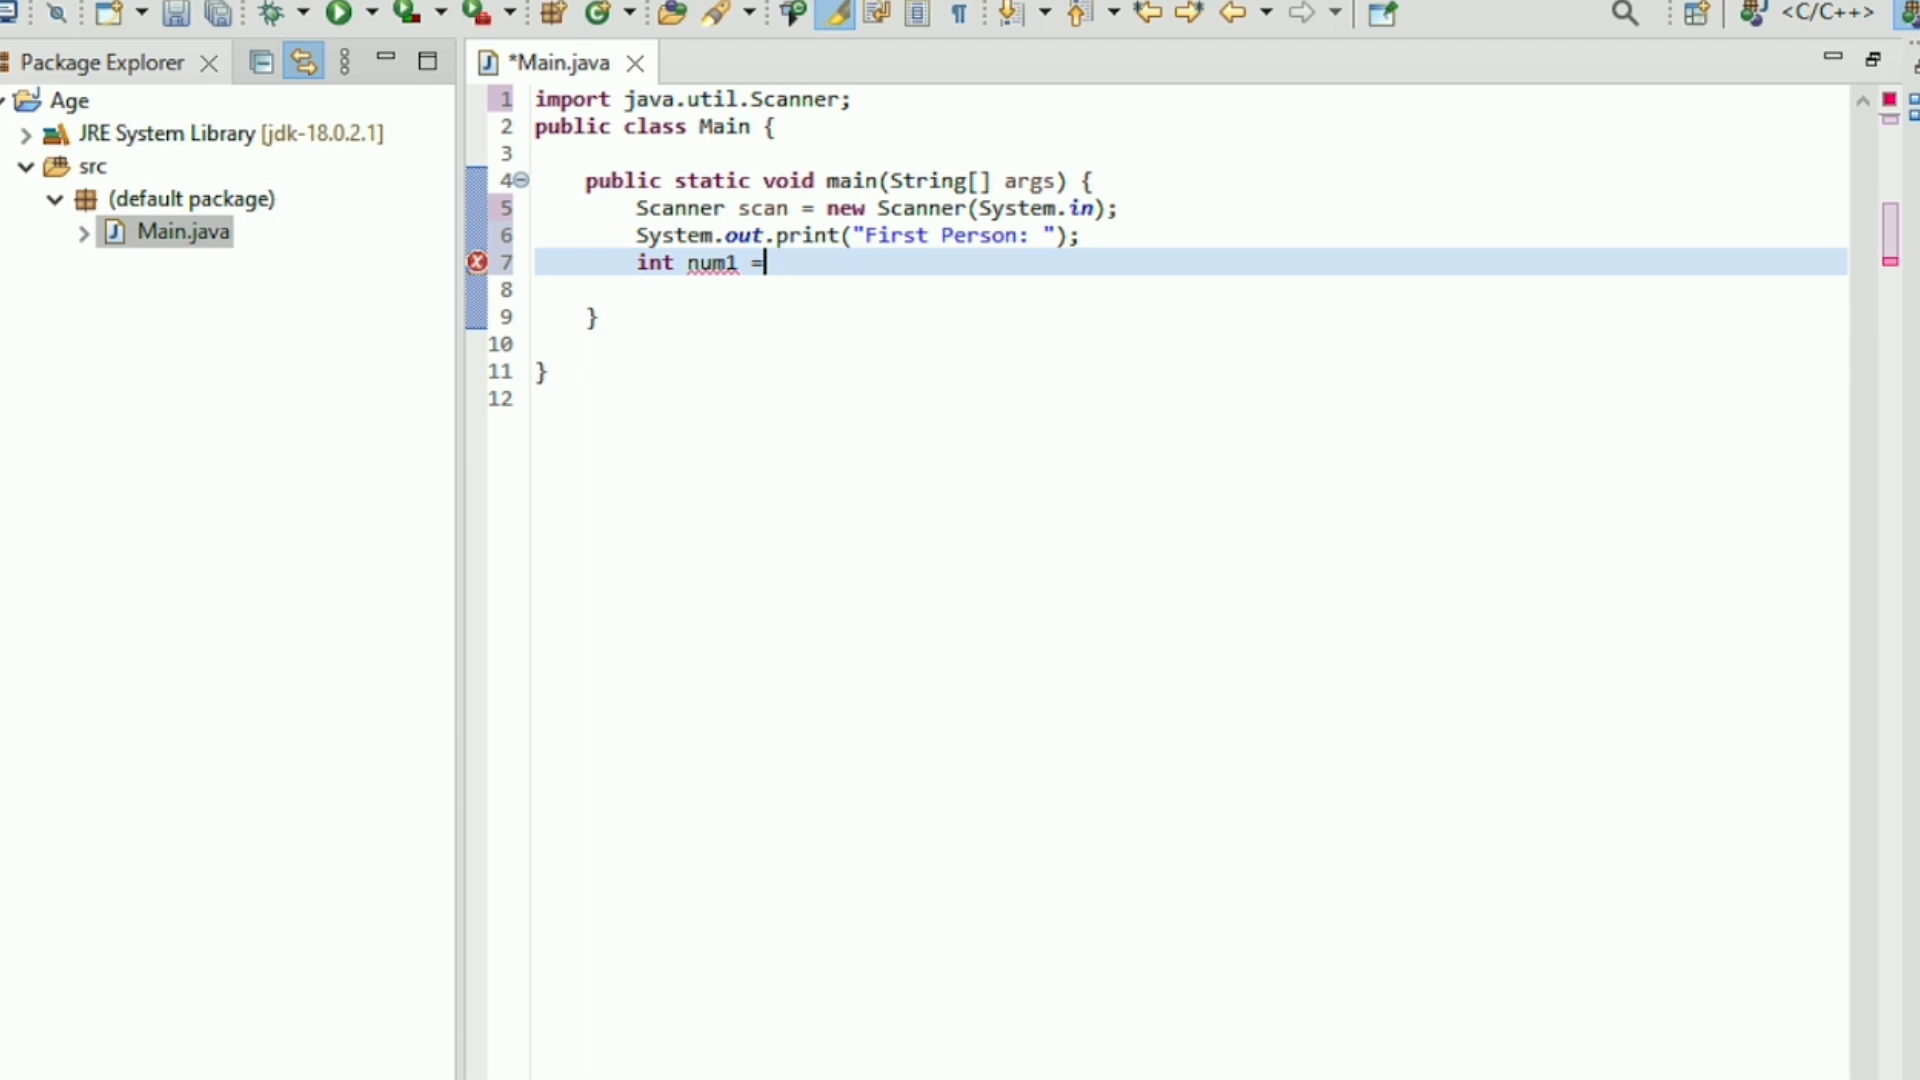 <C/C++>
Package Explorer
*Main.java
Age
JRE System Library [jdk-18.0.2.1]
src
(default package)
Main.java
1 import java.util.Scanner;
2 public class Main {
3
4 public static void main(String[] args) {
5 Scanner scan = new Scanner(System.in);
6 System.out.print("First Person: ");
7 int num1 =
8
9 }
10
11 }
12